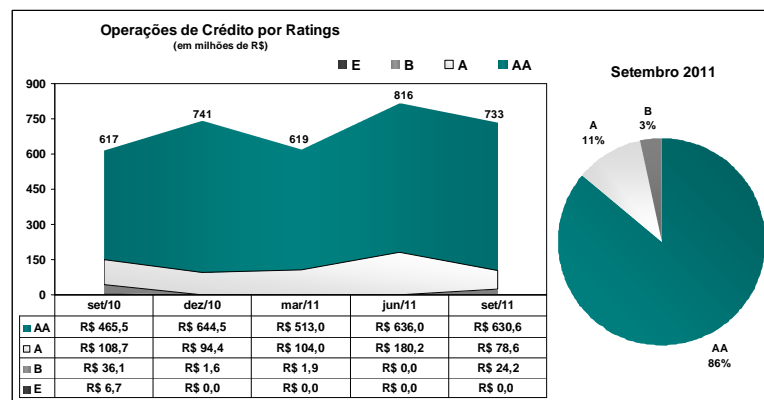 Operações de Crédito por Ratings
(em milhões de R$)
E B A AA
900
750
600
450
300
150
0
617
741
619
816
733
set/10 dez/10 mar/11 jun/11 set/11
AA R$ 465,5 R$ 644,5 R$ 513,0 R$ 636,0 R$ 630,6
A R$ 108,7 R$ 94,4 R$ 104,0 R$ 180,2 R$ 78,6
B R$ 36,1 R$ 1,6 R$ 1,9 R$ 0,0 R$ 24,2
E R$ 6,7 R$ 0,0 R$ 0,0 R$ 0,0 R$ 0,0
Setembro 2011
B
3%
A
11%
AA
86%